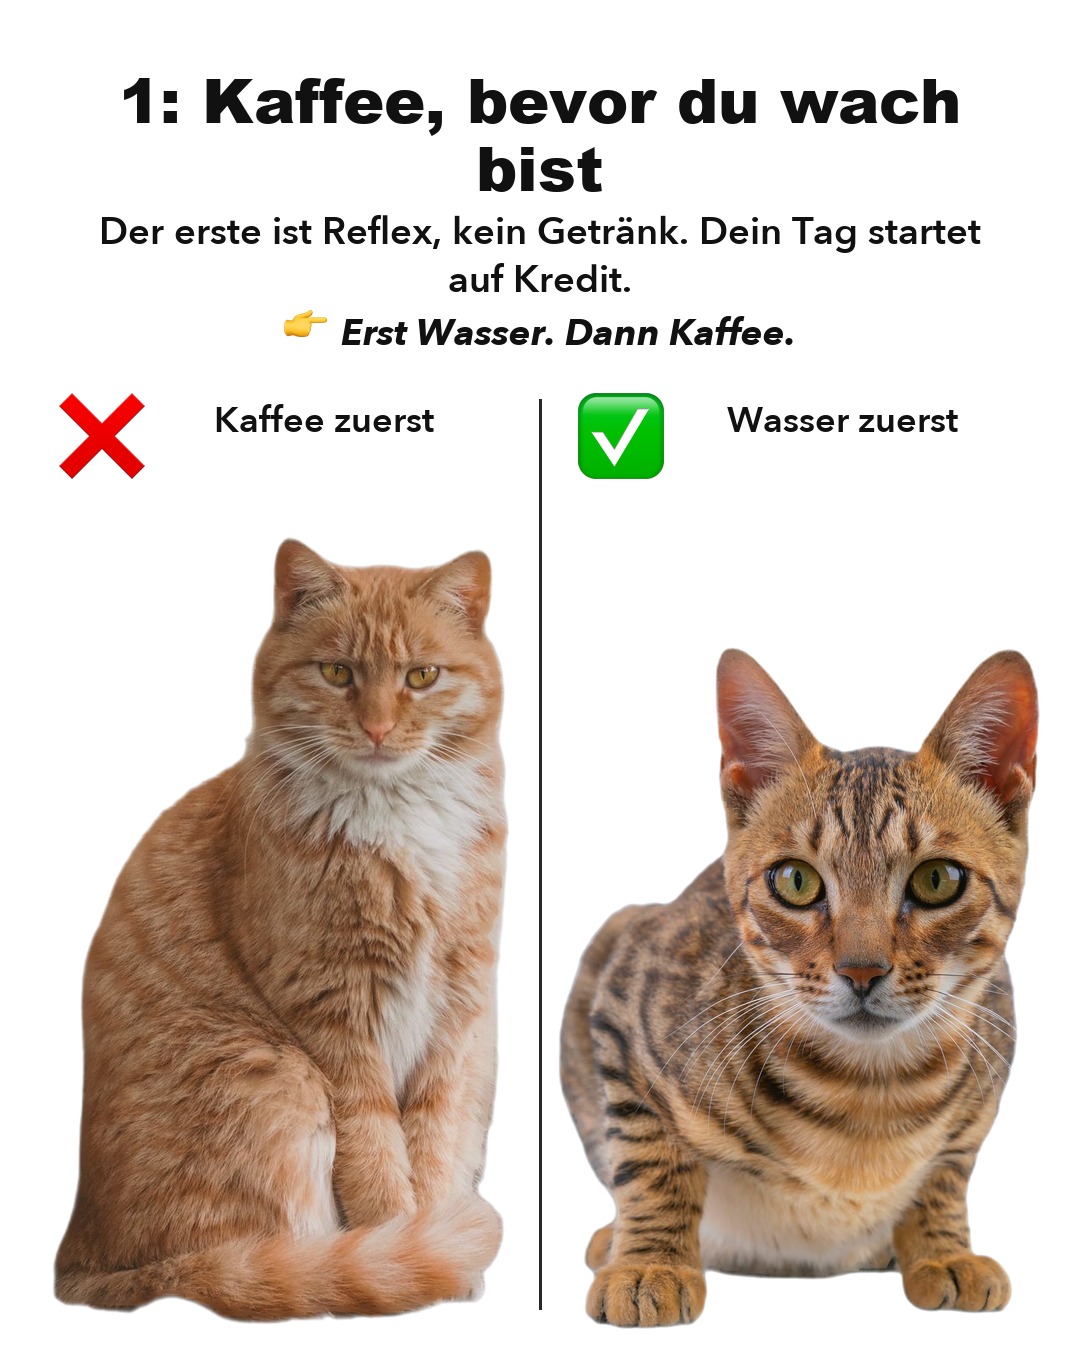 1: Kaffee, bevor du wach
bist
Der erste ist Reflex, kein Getränk. Dein Tag startet
auf Kredit.
👉 Erst Wasser. Dann Kaffee.
❌ Kaffee zuerst
✅ Wasser zuerst